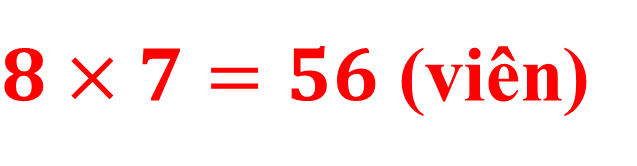 8 × 7 = 56 (viên)